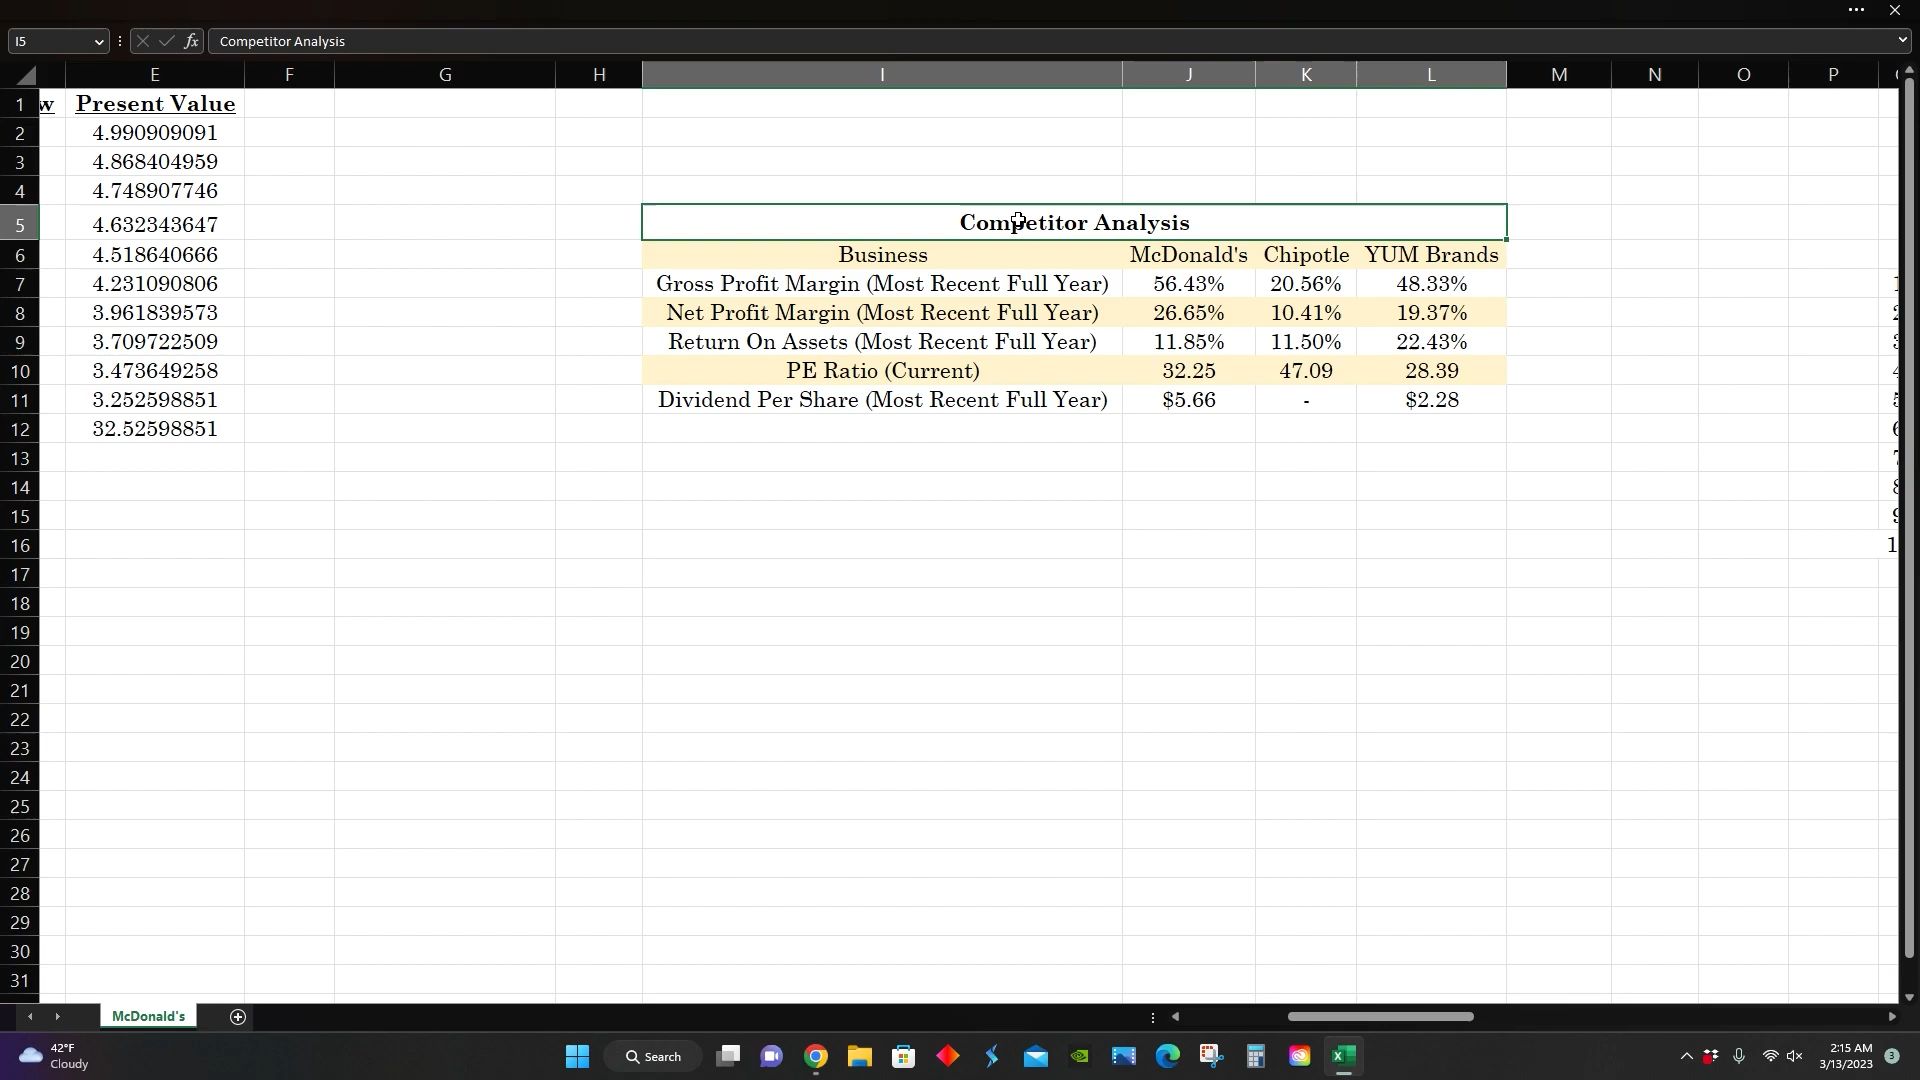 I5
fx
Competitor Analysis
E F G H I J K L M N O P
1 w Present Value
2 4.990909091
3 4.868404959
4 4.748907746
5 4.632343647 Competitor Analysis
6 4.518640666 Business McDonald's Chipotle YUM Brands
7 4.231090806 Gross Profit Margin (Most Recent Full Year) 56.43% 20.56% 48.33%
8 3.961839573 Net Profit Margin (Most Recent Full Year) 26.65% 10.41% 19.37%
9 3.709722509 Return On Assets (Most Recent Full Year) 11.85% 11.50% 22.43%
10 3.473649258 PE Ratio (Current) 32.25 47.09 28.39
11 3.252598851 Dividend Per Share (Most Recent Full Year) $5.66 - $2.28
12 32.52598851
13
14
15
16
17
18
19
20
21
22
23
24
25
26
27
28
29
30
31
McDonald's
42°F
Cloudy
Search
2:15 AM
3/13/2023
3